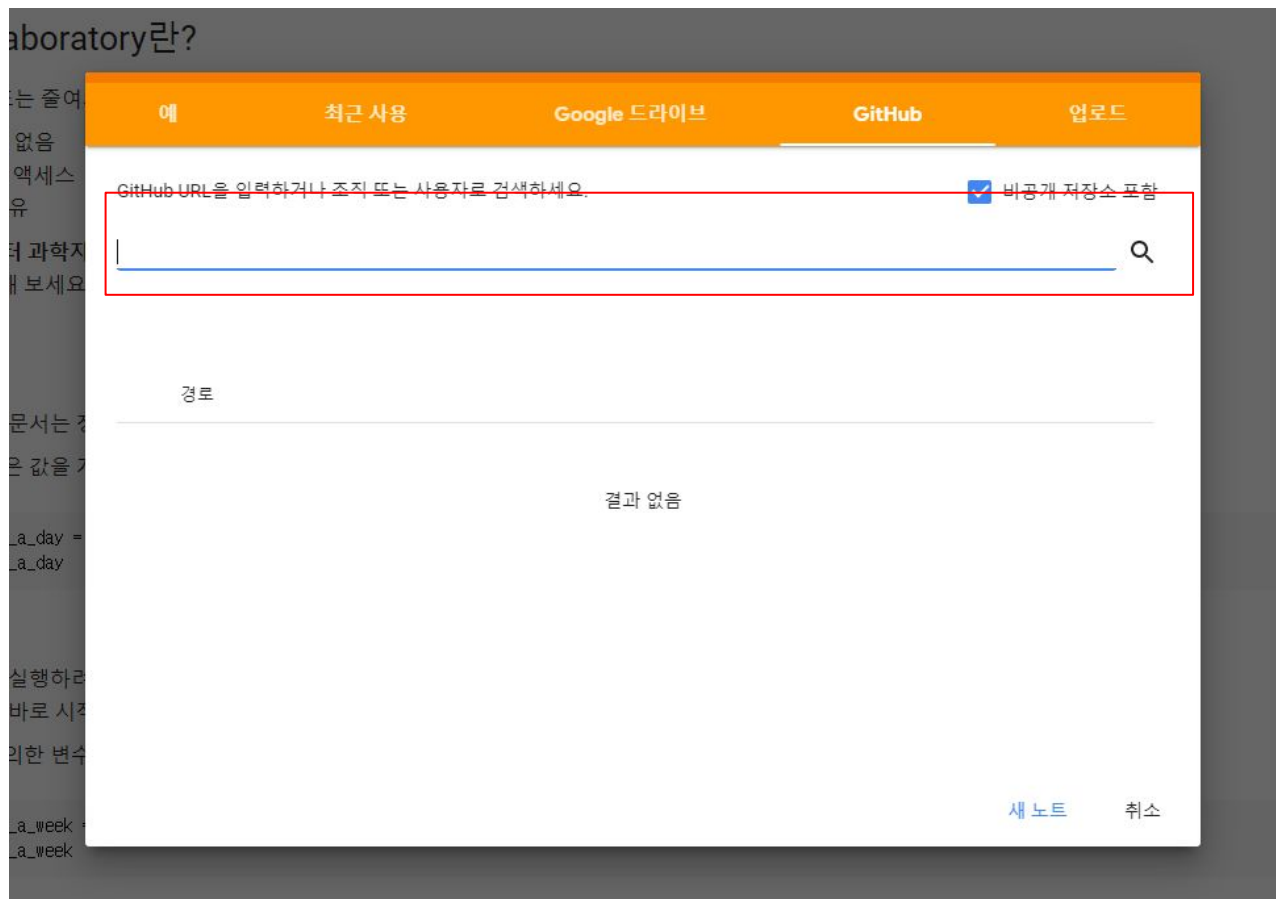 aboratory란?
는 줄여
예 최근 사용 Google 드라이브 GitHub 업로드
없음
액세스
유
GitHub URL을 입력하거나 조직 또는 사용자로 검색하세요. 비공개 저장소 포함
터 과학자
해 보세요
경로
문서는
은 값을
결과 없음
_a_day =
_a_day
실행하려
바로 시작
의한 변수
새 노트 취소
_a_week =
_a_week